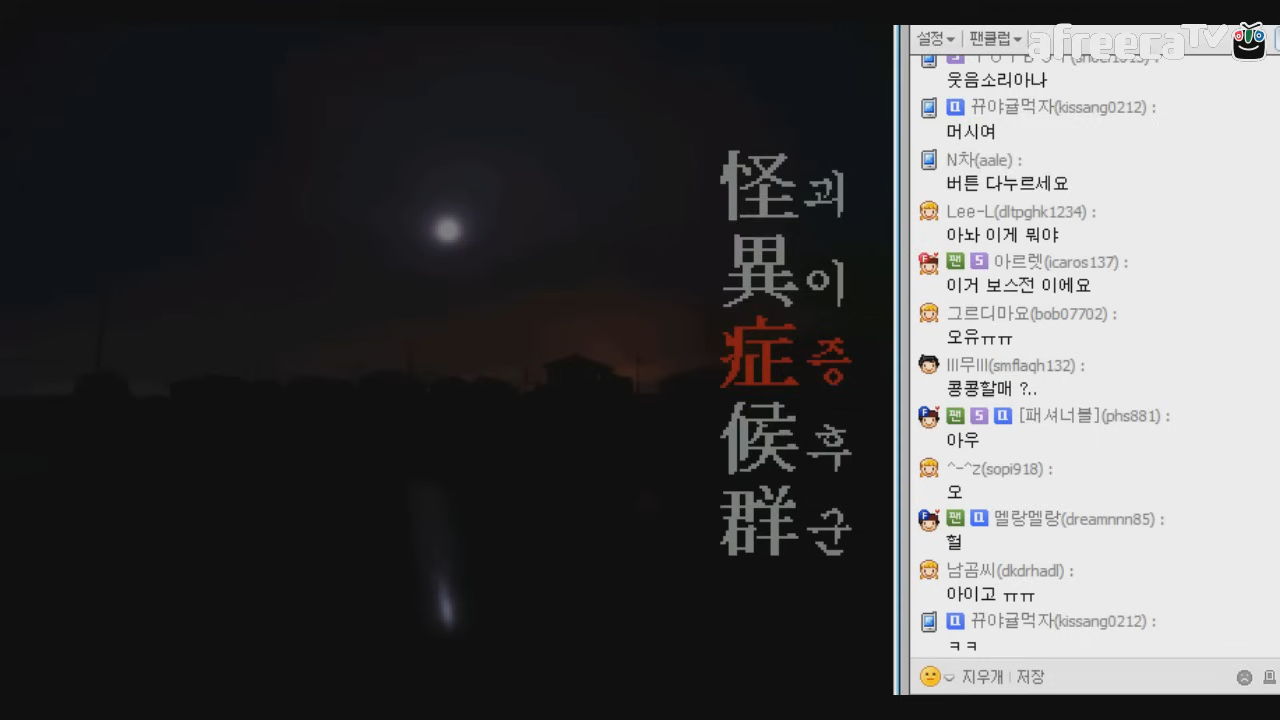 怪괴
異이
症증
候후
群군
설정 | 팬클럽
afreecaTV
웃음소리아나
뀨야귤먹자(kissang0212) :
머시여
N차(aale) :
버튼 다누르세요
Lee-L(dltpghk1234) :
아놔 이게 뭐야
팬 S 아르렛(icaros137) :
이거 보스전 이에요
그르디마요(bob07702) :
오유ㅠㅠ
lll무lll(smflaqh132) :
콩콩할매 ?..
팬 S [패셔너블](phs881) :
아우
^-^z(sopi918) :
오
팬 멜랑멜랑(dreamnnn85) :
헐
남곰씨(dkdrhadl) :
아이고 ㅠㅠ
뀨야귤먹자(kissang0212) :
ㅋㅋ
지우개 | 저장